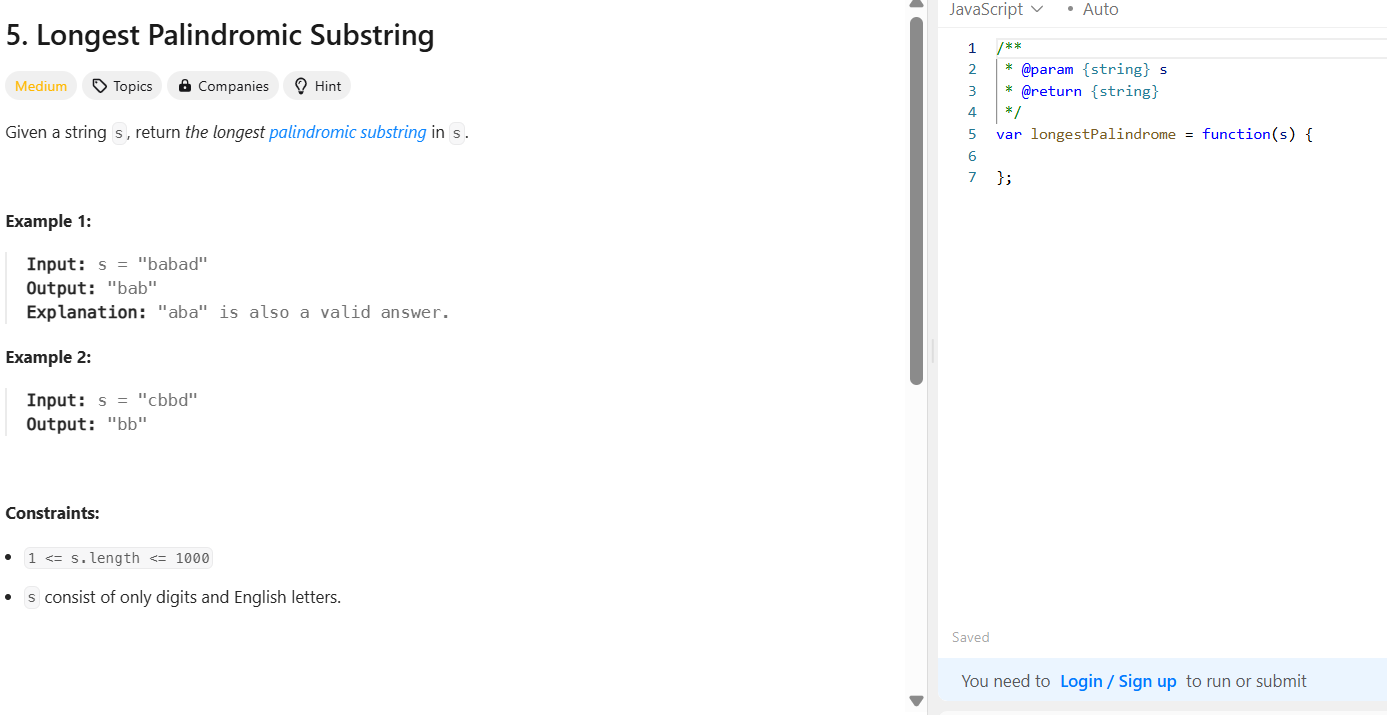 5. Longest Palindromic Substring
Medium Topics Companies Hint
Given a string s, return the longest palindromic substring in s.
Example 1:
Input: s = "babad"
Output: "bab"
Explanation: "aba" is also a valid answer.
Example 2:
Input: s = "cbbd"
Output: "bb"
Constraints:
• 1 <= s.length <= 1000
• s consist of only digits and English letters.
JavaScript • Auto
1 /**
2 * @param {string} s
3 * @return {string}
4 */
5 var longestPalindrome = function(s) {
6
7 };
Saved
You need to Login / Sign up to run or submit